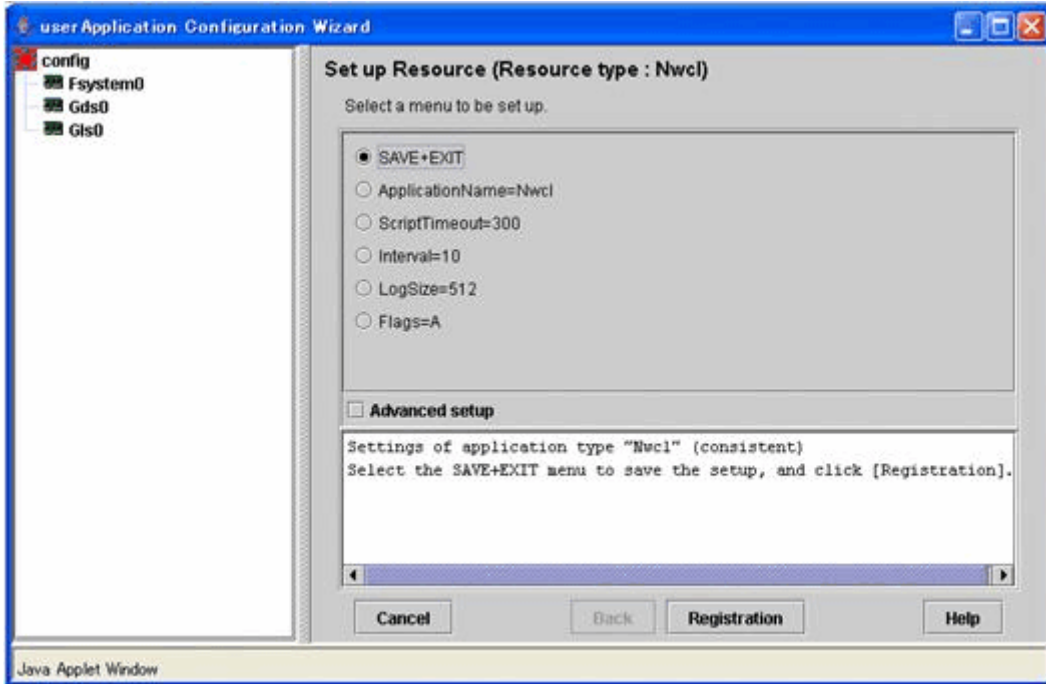 userApplication Configuration Wizard
config
Fsystem0
Gds0
Gls0
Set up Resource (Resource type : Nwcl)
Select a menu to be set up.
SAVE+EXIT
ApplicationName=Nwcl
ScriptTimeout=300
Interval=10
LogSize=512
Flags=A
Advanced setup
Settings of application type "Nwcl" (consistent)
Select the SAVE+EXIT menu to save the setup, and click [Registration].
Cancel
Back
Registration
Help
Java Applet Window